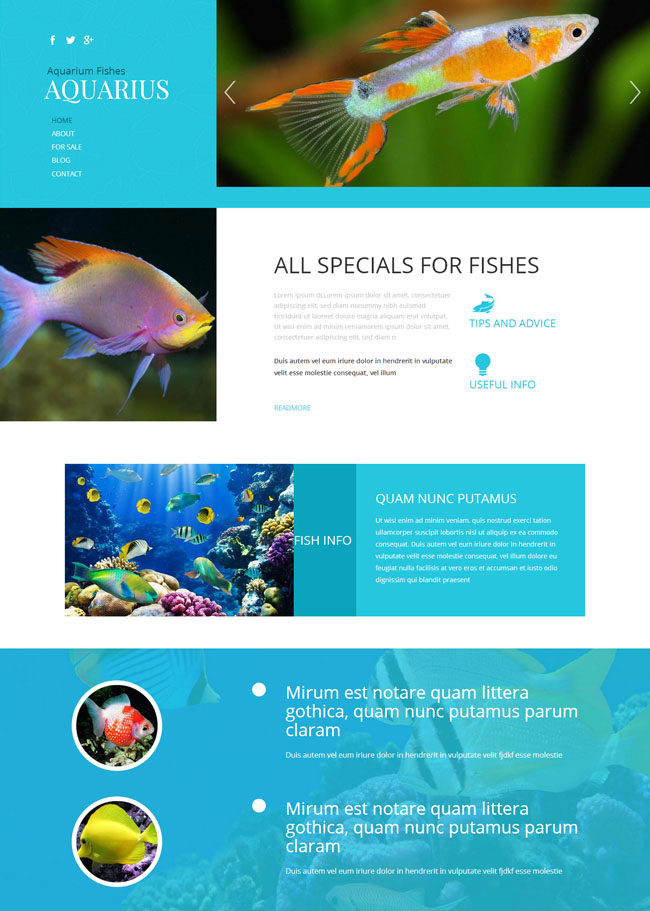 Aquarium Fishes
AQUARIUS
HOME
ABOUT
FOR SALE
BLOG
CONTACT
ALL SPECIALS FOR FISHES
Lorem ipsum dLLorem ipsum dolor sit amet, consectetuer
adipiscing elit, sed diam nonummy nibh euismod
tincidunt ut laoreet dolore magna aliquam erat volutpat.
Ut wisi enim ad minim veniamorem ipsum dolor sit amet,
consectetuer adipiscing elit, sed diam n
Duis autem vel eum iriure dolor in hendrerit in vulputate
velit esse molestie consequat, vel illum
READMORE
TIPS AND ADVICE
USEFUL INFO
FISH INFO
QUAM NUNC PUTAMUS
Ut wisi enim ad minim veniam, quis nostrud exerci tation
ullamcorper suscipit lobortis nisl ut aliquip ex ea commodo
consequat. Duis autem vel eum iriure dolor in hendrerit in
vulputate velit esse molestie consequat, vel illum dolore eu
feugiat nulla facilisis at vero eros et accumsan et iusto odio
dignissim qui blandit praesent
Mirum est notare quam littera
gothica, quam nunc putamus parum
claram
Duis autem vel eum iriure dolor in hendrerit in vulputate velit fjdkf esse molestie
Mirum est notare quam littera
gothica, quam nunc putamus parum
claram
Duis autem vel eum iriure dolor in hendrerit in vulputate velit fjdkf esse molestie